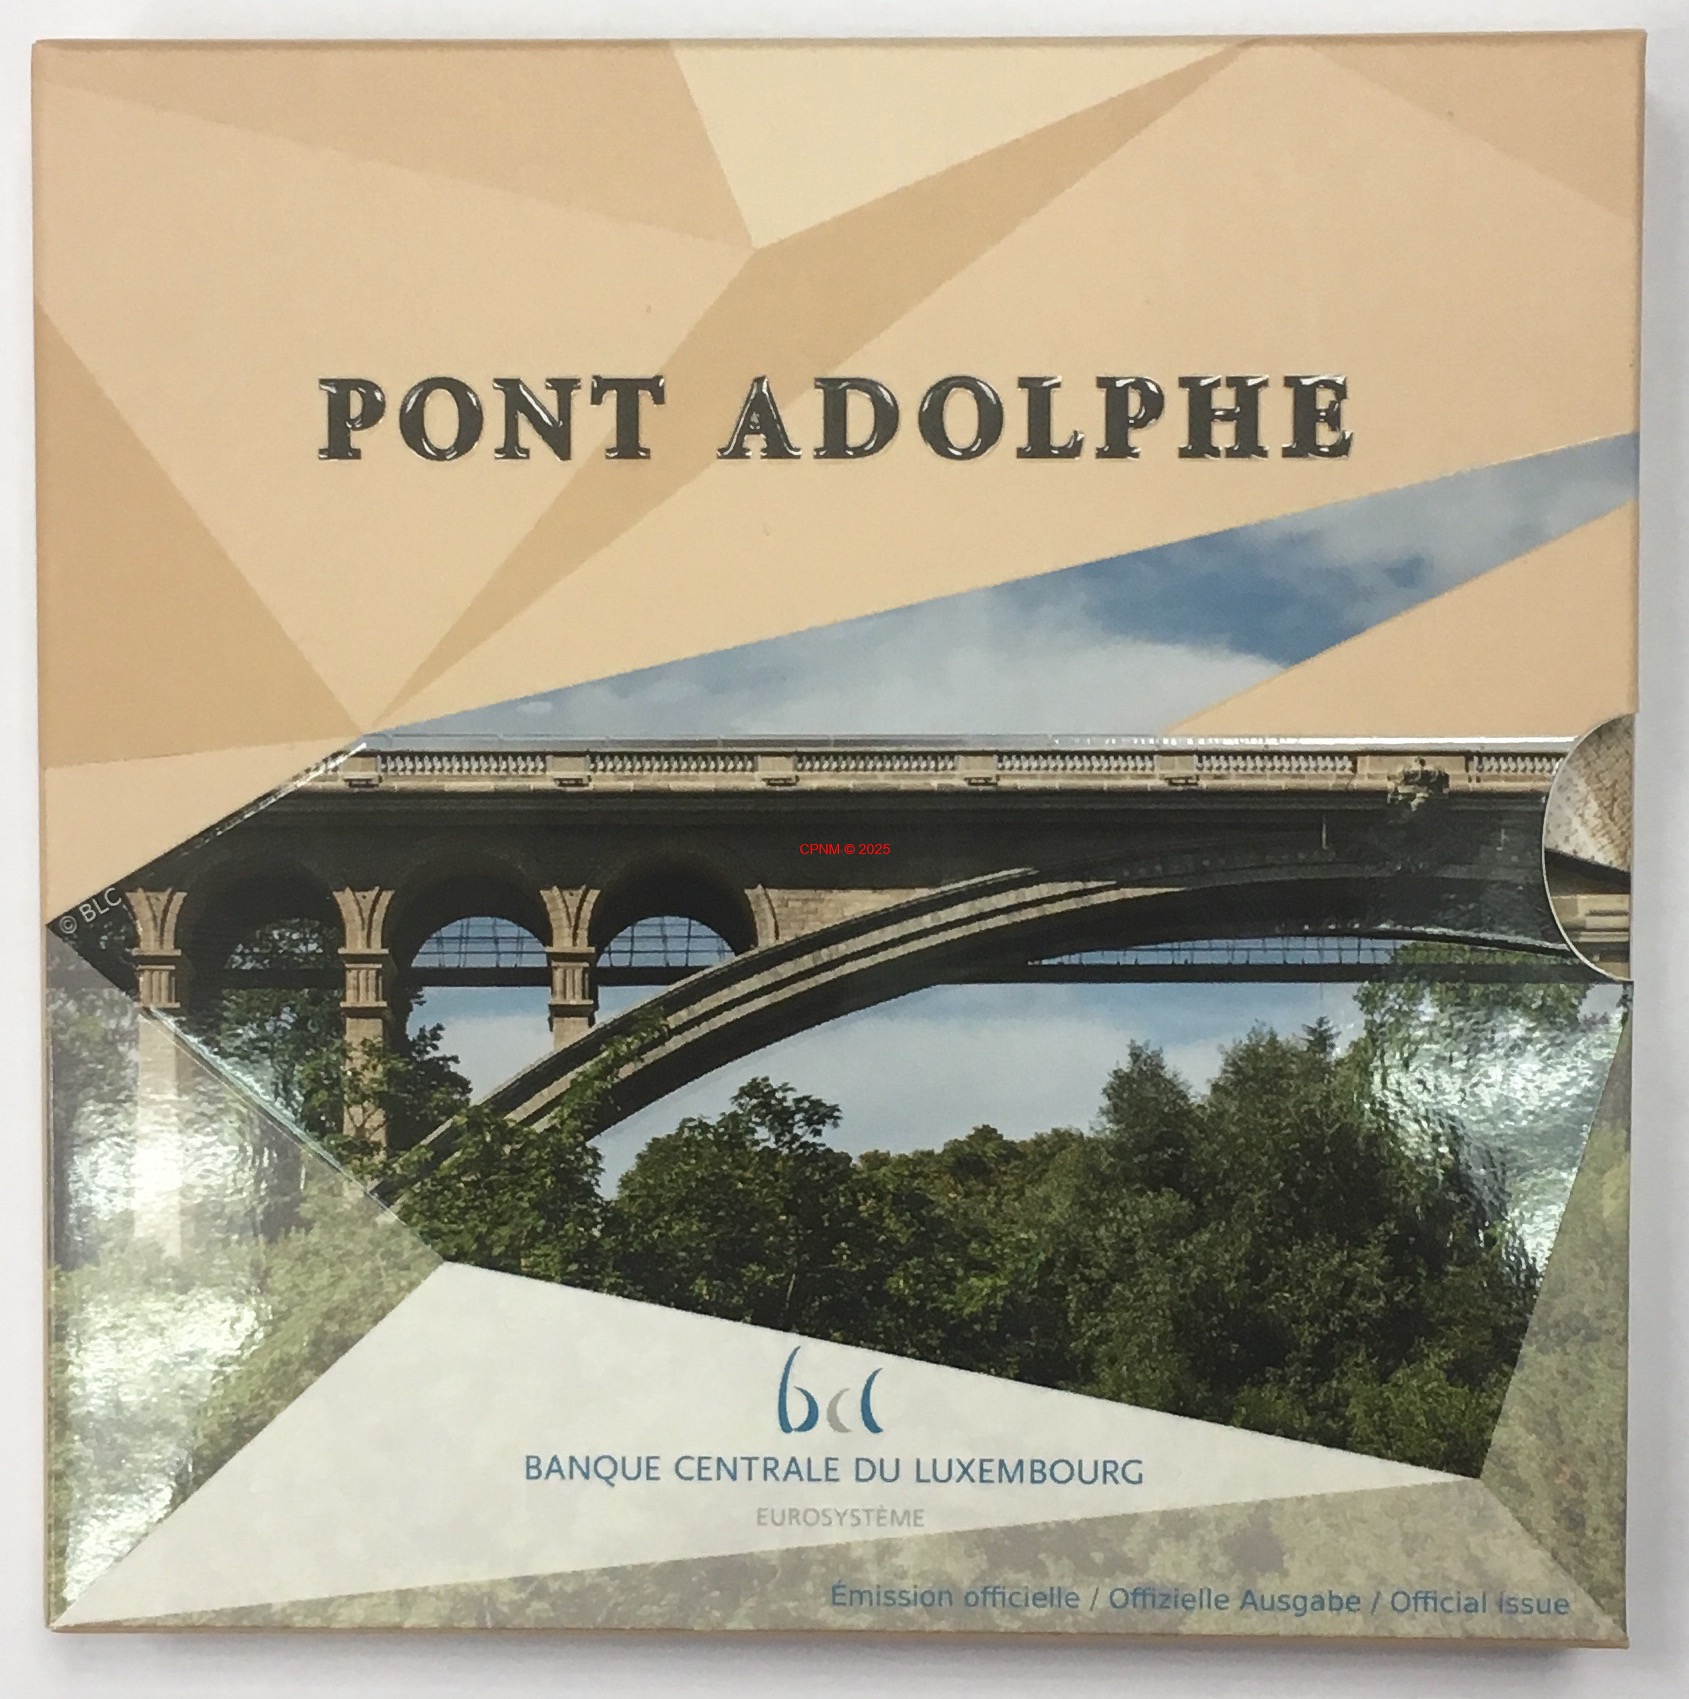 PONT ADOLPHE
CPNM © 2025
© BLC
bcl
BANQUE CENTRALE DU LUXEMBOURG
EUROSYSTÈME
Émission officielle / Offizielle Ausgabe / Official issue